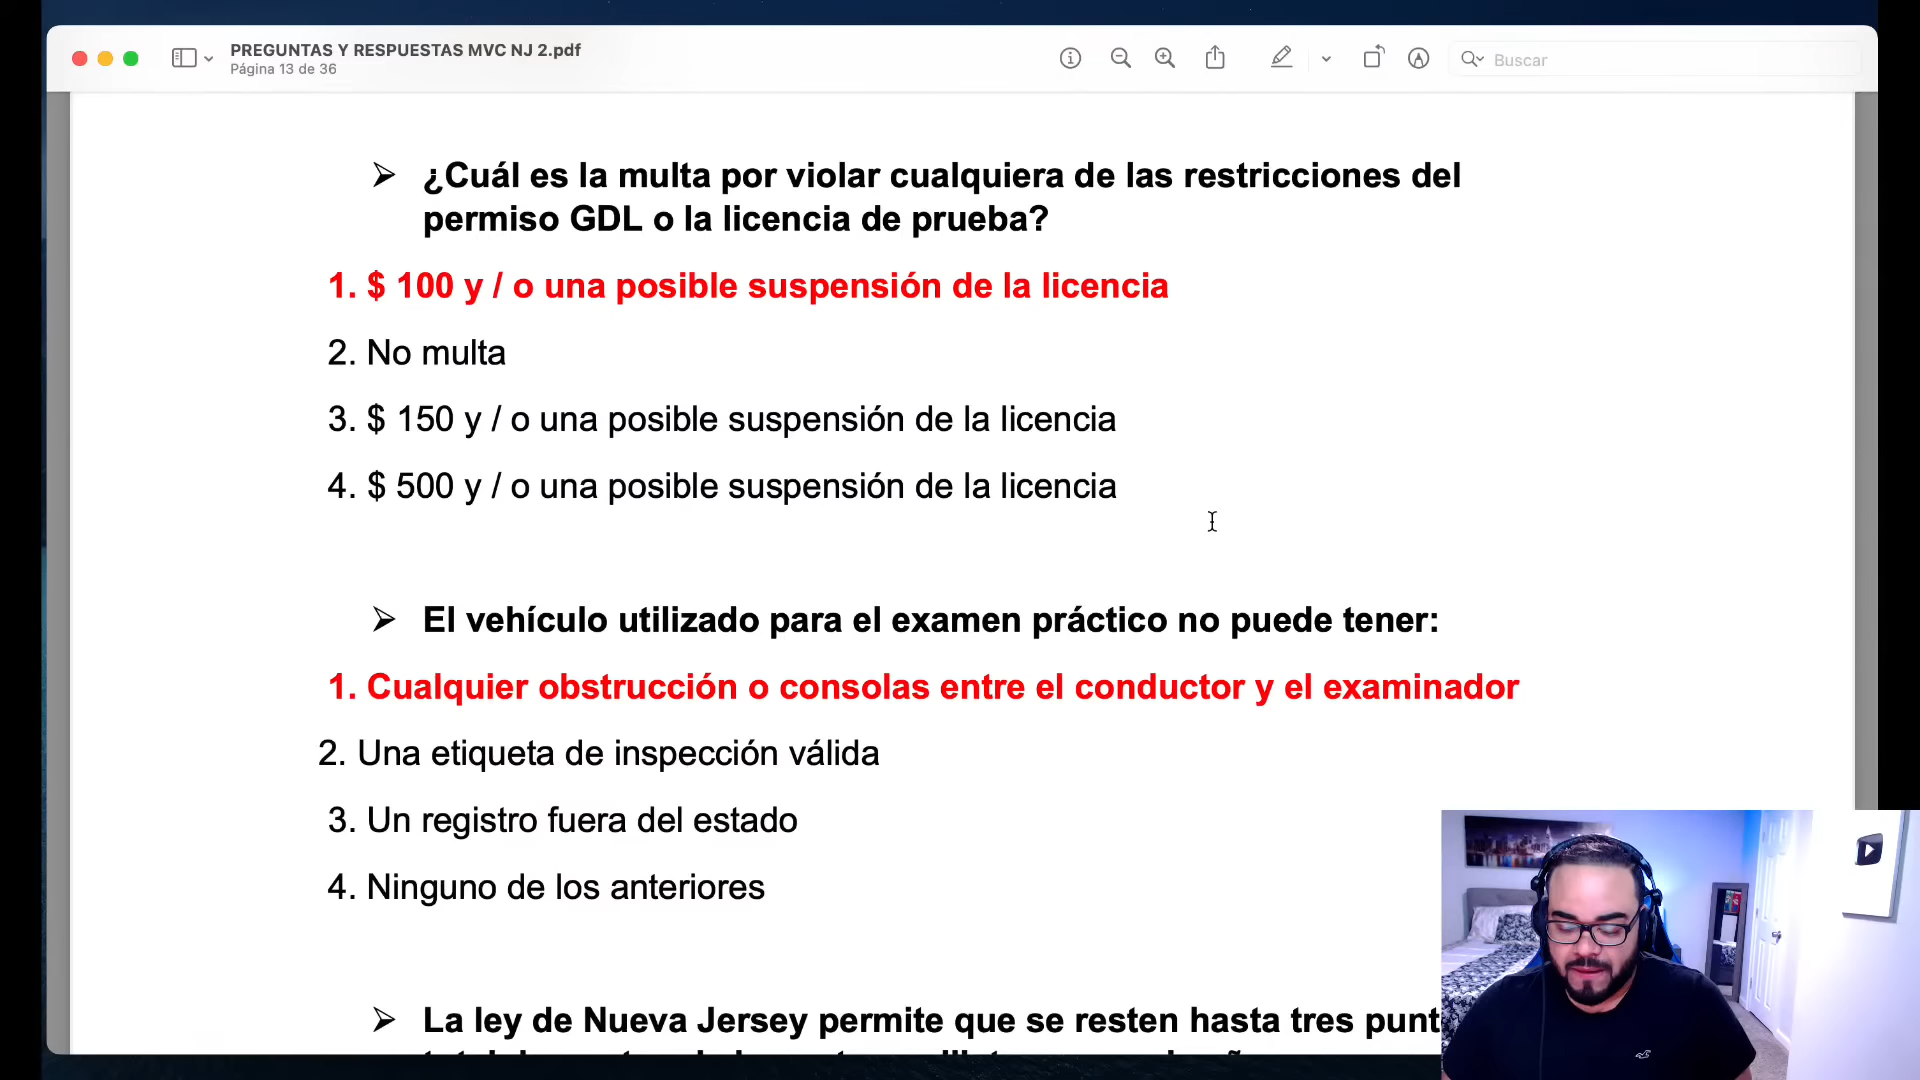 PREGUNTAS Y RESPUESTAS MVC NJ 2.pdf
Página 13 de 36
Buscar
➢ ¿Cuál es la multa por violar cualquiera de las restricciones del
permiso GDL o la licencia de prueba?
1. $ 100 y / o una posible suspensión de la licencia
2. No multa
3. $ 150 y / o una posible suspensión de la licencia
4. $ 500 y / o una posible suspensión de la licencia
➢ El vehículo utilizado para el examen práctico no puede tener:
1. Cualquier obstrucción o consolas entre el conductor y el examinador
2. Una etiqueta de inspección válida
3. Un registro fuera del estado
4. Ninguno de los anteriores
➢ La ley de Nueva Jersey permite que se resten hasta tres punt